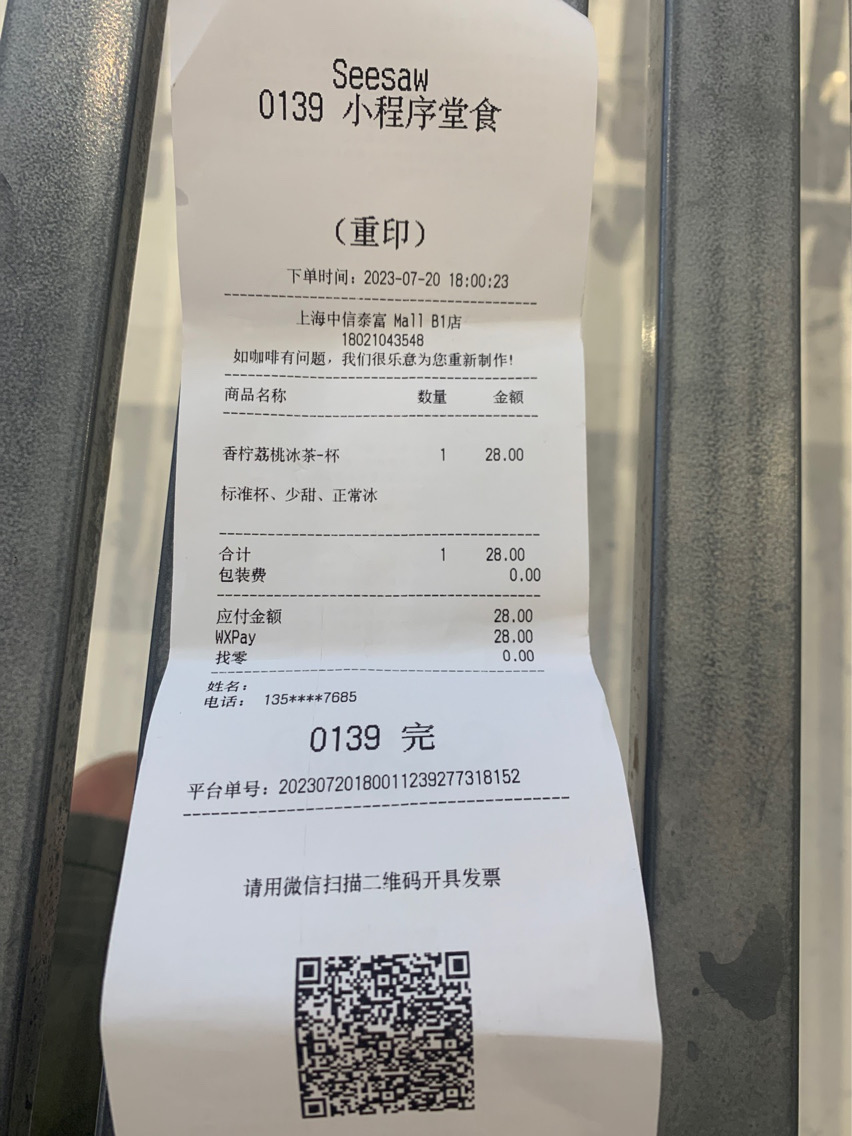 Seesaw
0139 小程序堂食
（重印）
下单时间：2023-07-20 18:00:23
上海中信泰富 Mall B1店
18021043548
如咖啡有问题，我们很乐意为您重新制作！
商品名称 数量 金额
香柠荔桃冰茶-杯 1 28.00
标准杯、少甜、正常冰
合计 1 28.00
包装费 0.00
应付金额 28.00
WXPay 28.00
找零 0.00
姓名：
电话： 135****7685
0139 完
平台单号：20230720180011239277318152
请用微信扫描二维码开具发票